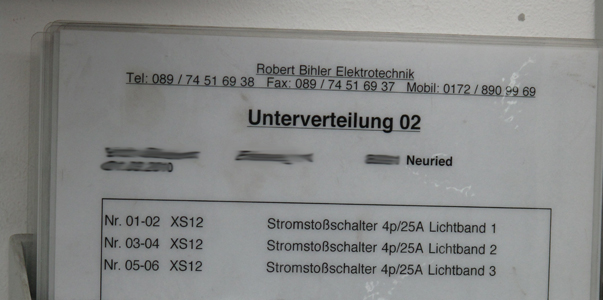 Robert Bihler Elektrotechnik
Tel: 089 / 74 51 69 38 Fax: 089 / 74 51 69 37 Mobil: 0172 / 890 99 69
Unterverteilung 02
Neuried
Nr. 01-02 XS12 Stromstoßschalter 4p/25A Lichtband 1
Nr. 03-04 XS12 Stromstoßschalter 4p/25A Lichtband 2
Nr. 05-06 XS12 Stromstoßschalter 4p/25A Lichtband 3